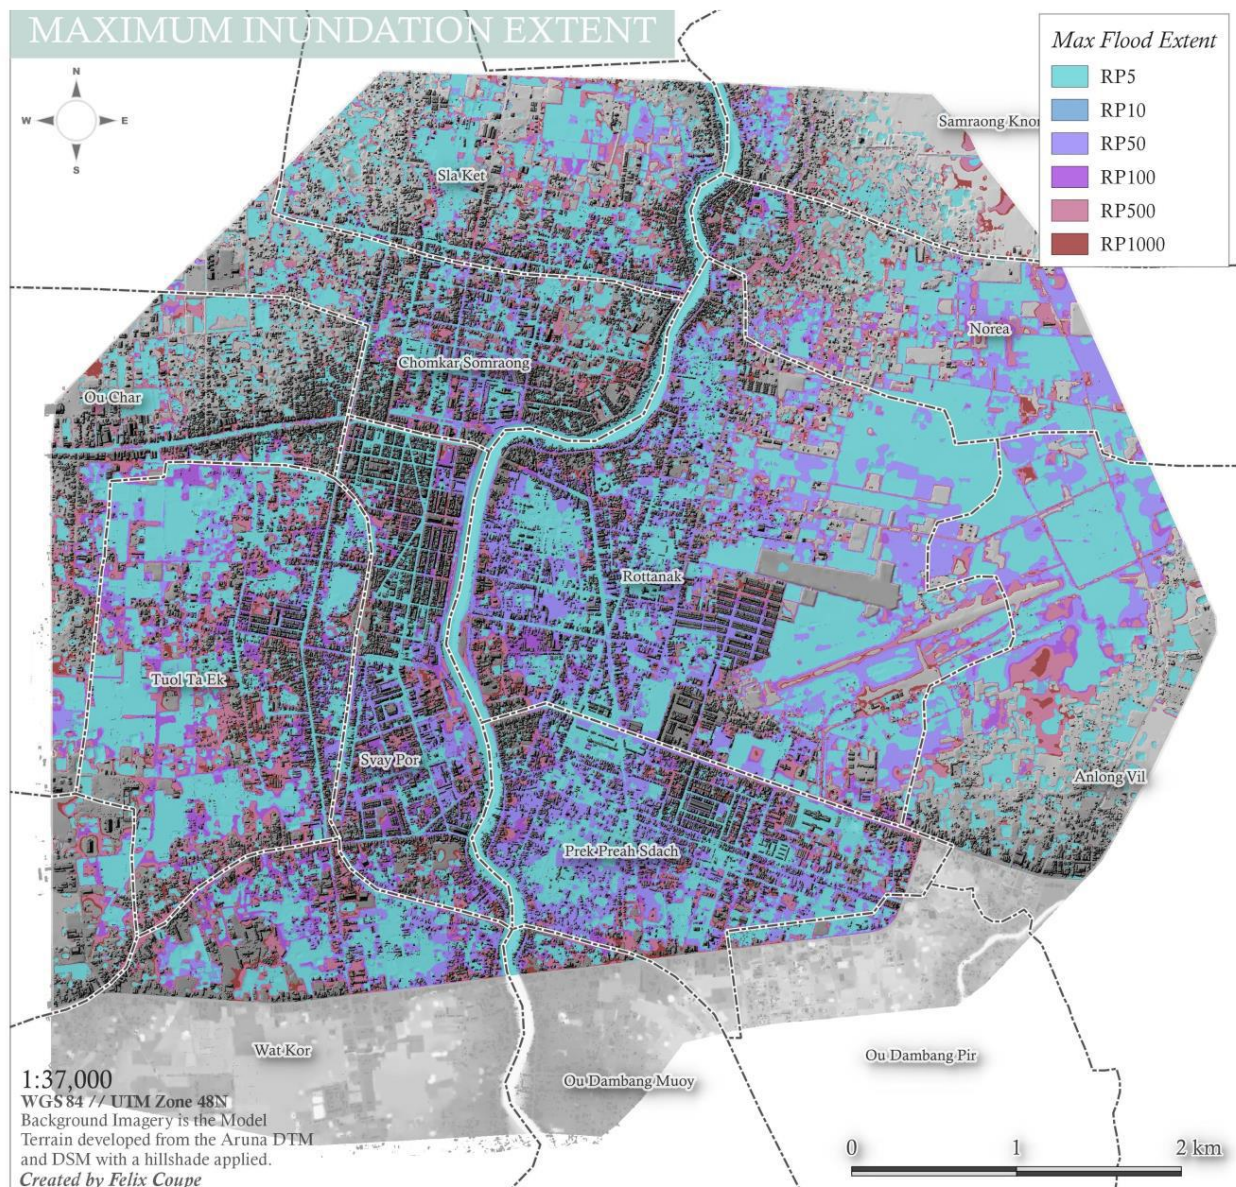 MAXIMUM INUNDATION EXTENT
Max Flood Extent
RP5
RP10
RP50
RP100
RP500
RP1000
N
W E
S
Samraong Knon
Sla Ket
Norea
Chomkar Somraong
Ou Char
Rottanak
Tuol Ta Ek
Svay Por
Anlong Vil
Prek Preah Sdach
Wat Kor
Ou Dambang Pir
Ou Dambang Muoy
1:37,000
WGS 84 // UTM Zone 48N
Background Imagery is the Model
Terrain developed from the Aruna DTM
and DSM with a hillshade applied.
Created by Felix Coupe
0 1 2 km